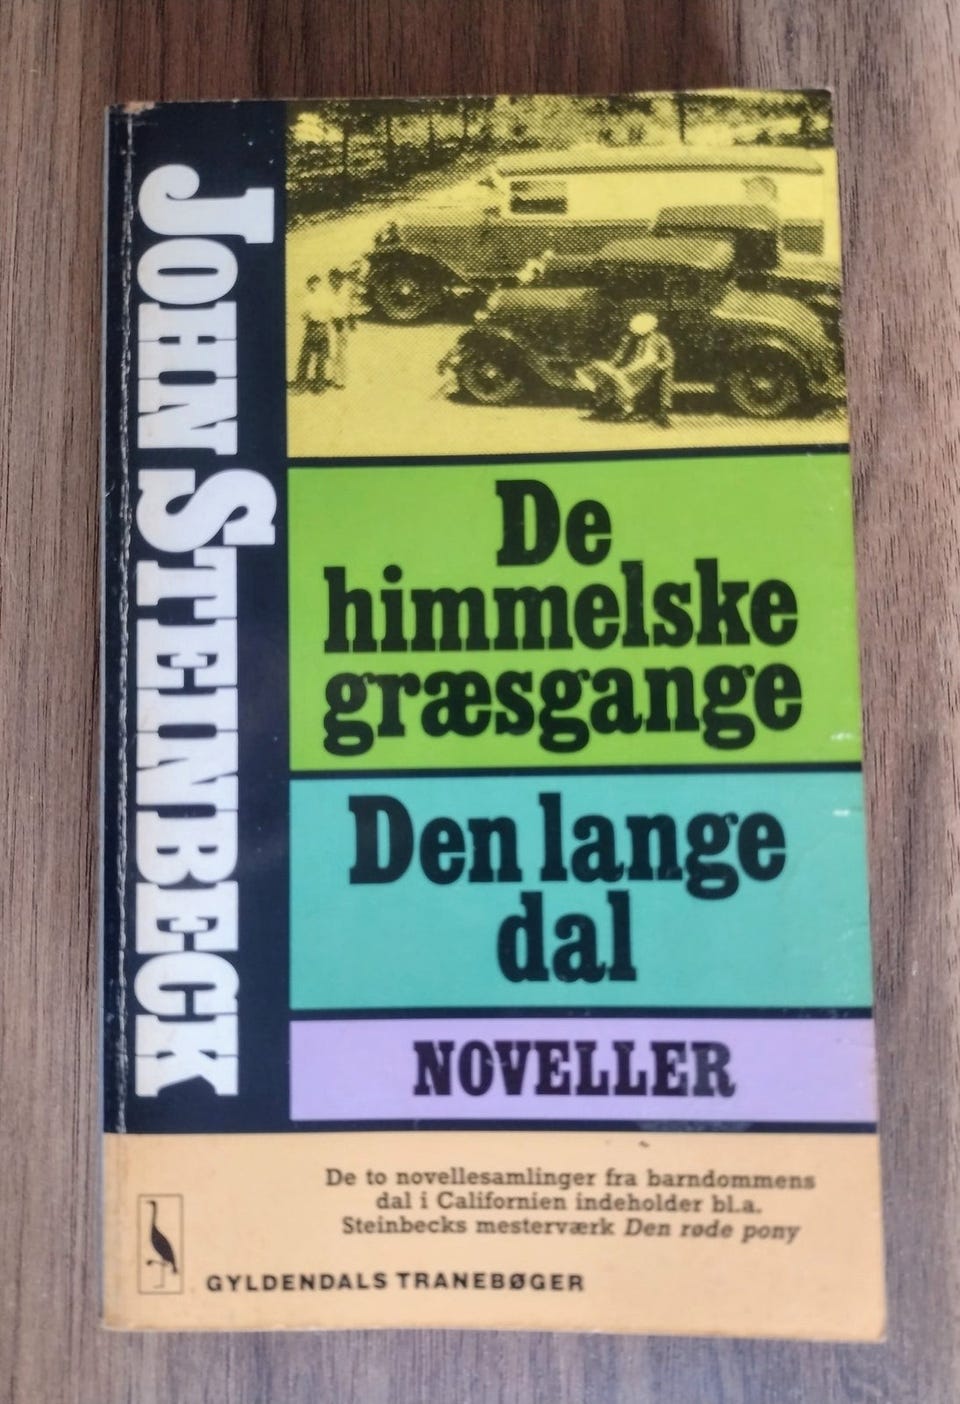 JOHN STEINBECK
De
himmelske
græsgange
Den lange
dal
NOVELLER
De to novellesamlinger fra barndommens
dal i Californien indeholder bl.a.
Steinbecks mesterværk Den røde pony
GYLDENDALS TRANEBØGER